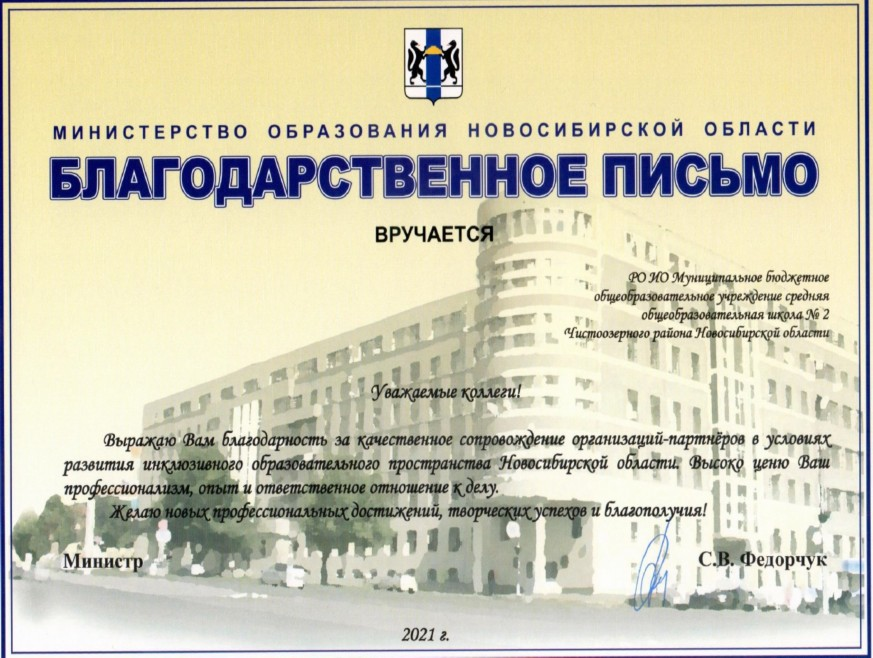 МИНИСТЕРСТВО ОБРАЗОВАНИЯ НОВОСИБИРСКОЙ ОБЛАСТИ
БЛАГОДАРСТВЕННОЕ ПИСЬМО
ВРУЧАЕТСЯ
РО ИО Муниципальное бюджетное
общеобразовательное учреждение средняя
общеобразовательная школа № 2
Чистоозерного района Новосибирской области
Уважаемые коллеги!
Выражаю Вам благодарность за качественное сопровождение организаций-партнёров в условиях
развития инклюзивного образовательного пространства Новосибирской области. Высоко ценю Ваш
профессионализм, опыт и ответственное отношение к делу.
Желаю новых профессиональных достижений, творческих успехов и благополучия!
Министр С.В. Федорчук
2021 г.